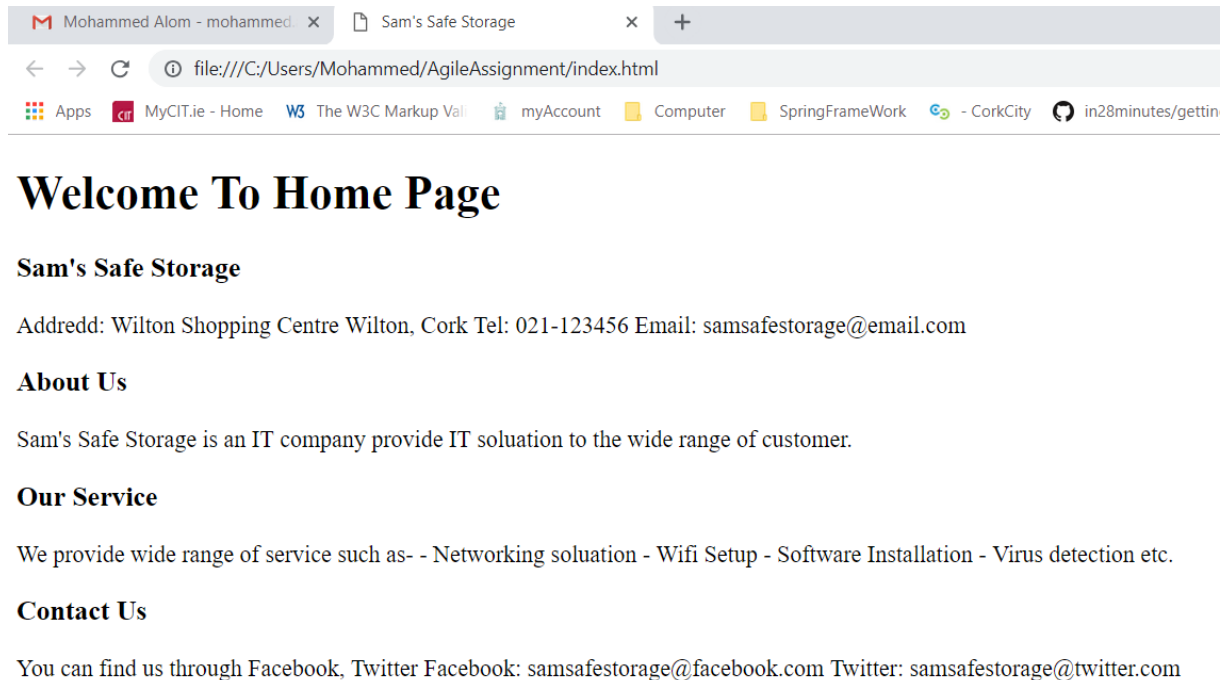 Mohammed Alom - mohammed.
Sam's Safe Storage
file:///C:/Users/Mohammed/AgileAssignment/index.html
Apps CIT MyCIT.ie - Home W3 The W3C Markup Vali myAccount Computer SpringFrameWork - CorkCity in28minutes/gettin
Welcome To Home Page
Sam's Safe Storage
Addredd: Wilton Shopping Centre Wilton, Cork Tel: 021-123456 Email: samsafestorage@email.com
About Us
Sam's Safe Storage is an IT company provide IT soluation to the wide range of customer.
Our Service
We provide wide range of service such as- - Networking soluation - Wifi Setup - Software Installation - Virus detection etc.
Contact Us
You can find us through Facebook, Twitter Facebook: samsafestorage@facebook.com Twitter: samsafestorage@twitter.com